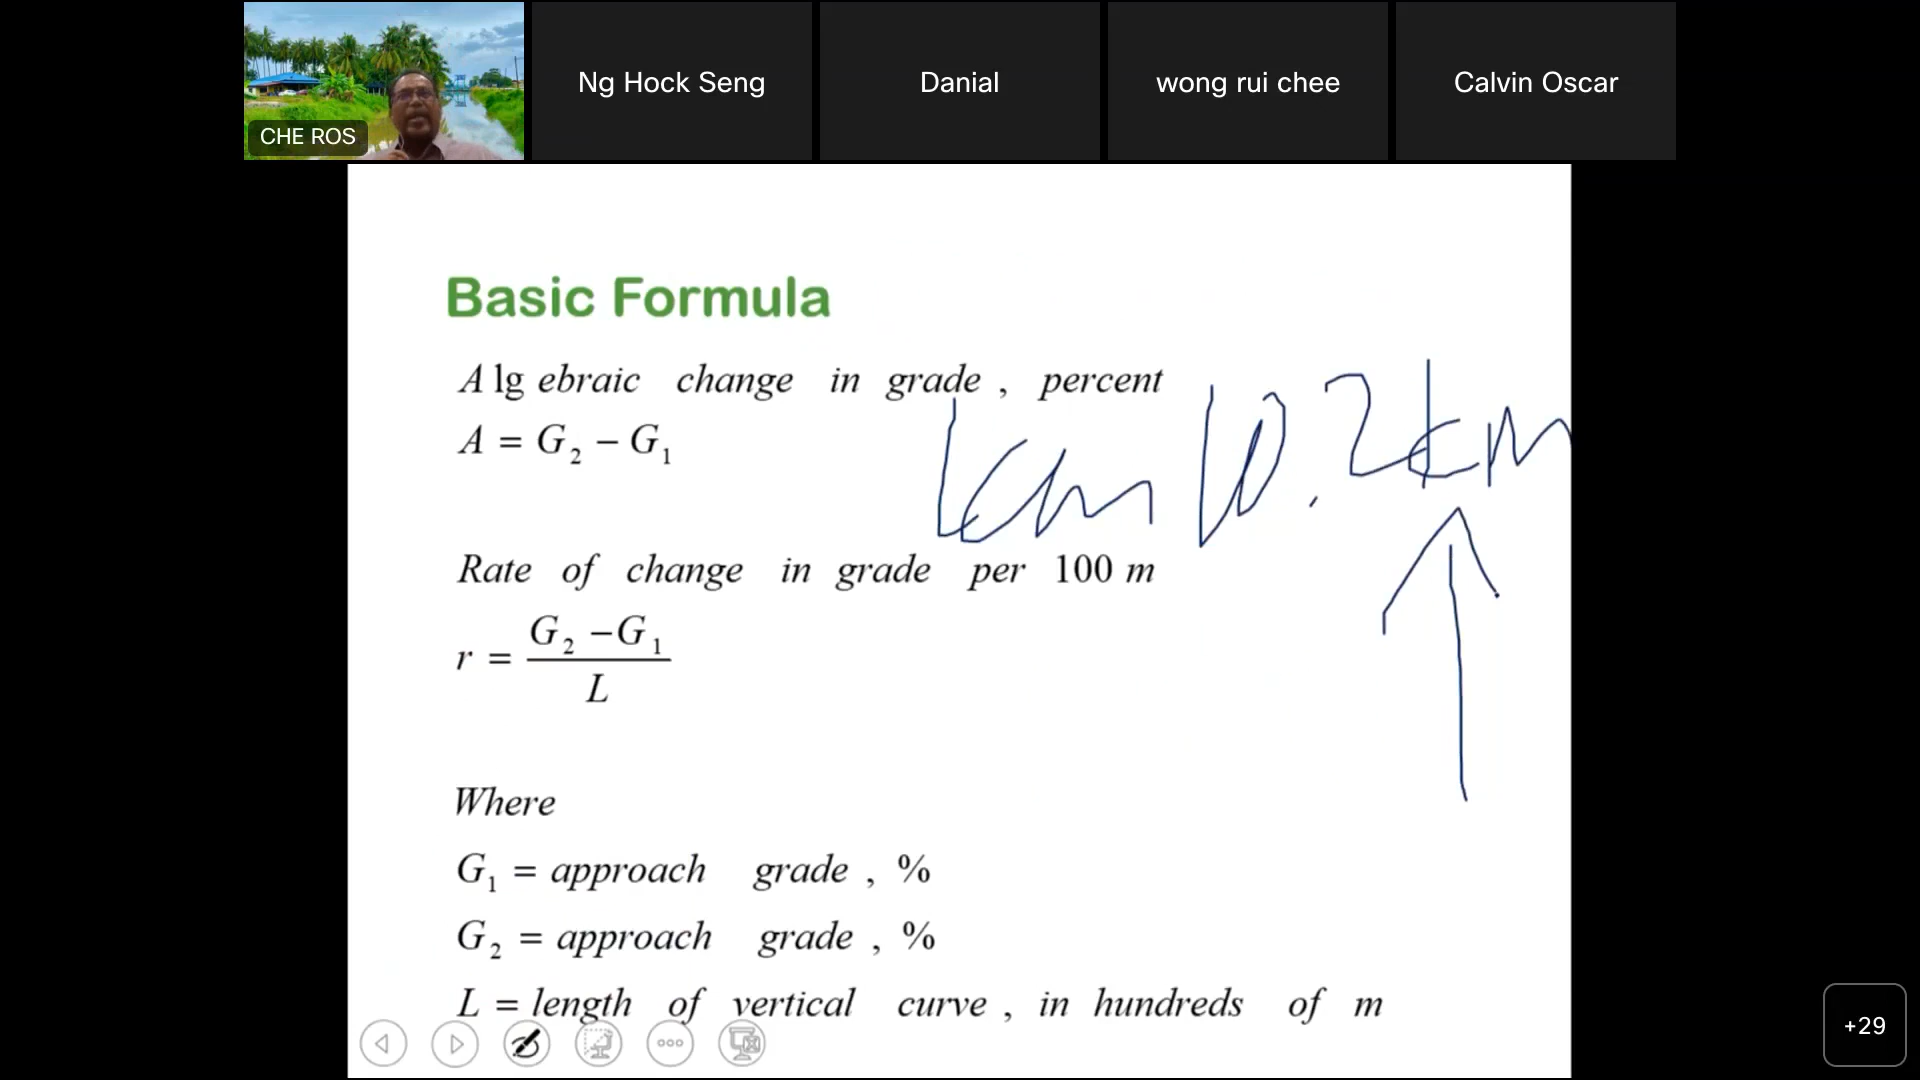 Ng Hock Seng
Danial
wong rui chee
Calvin Oscar
CHE ROS
Basic Formula
A lg ebraic change in grade , percent
A = G₂ − G₁
km 10.2km
Rate of change in grade per 100 m
r = G₂ − G₁ / L
Where
G₁ = approach grade , %
G₂ = approach grade , %
L = length of vertical curve , in hundreds of m
+29